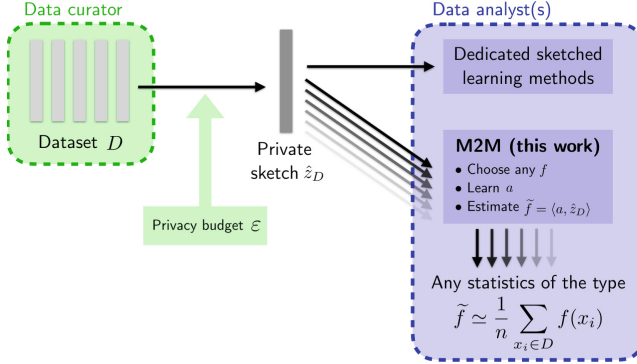 Data curator
Dataset D
Privacy budget ε
Private
sketch ẑ_D
Data analyst(s)
Dedicated sketched
learning methods
M2M (this work)
• Choose any f
• Learn a
• Estimate f̃ = ⟨a, ẑ_D⟩
Any statistics of the type
f̃ ≃ 1/n ∑_{x_i∈D} f(x_i)